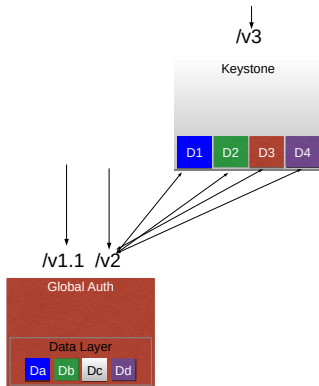 /v3
Keystone
D1 D2 D3 D4
/v1.1 /v2
Global Auth
Data Layer
Da Db Dc Dd